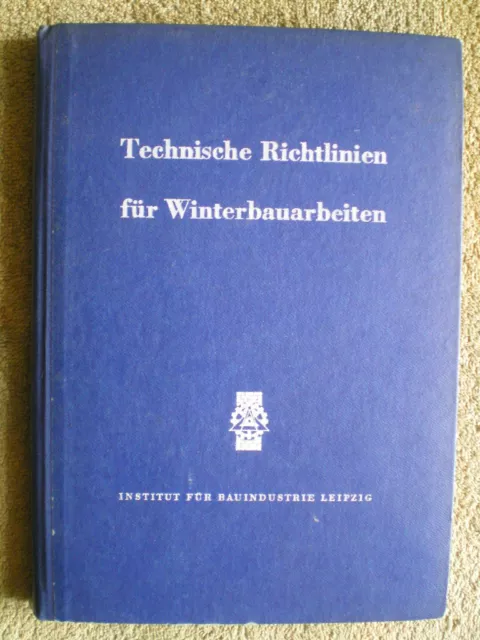 Technische Richtlinien
für Winterbauarbeiten
INSTITUT FÜR BAUINDUSTRIE LEIPZIG